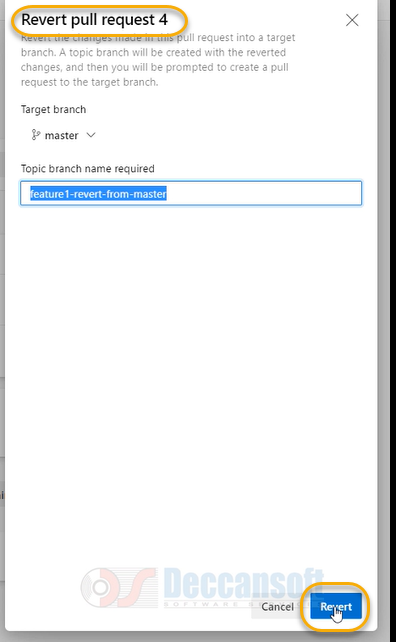 Revert pull request 4
Revert the changes made in this pull request into a target
branch. A topic branch will be created with the reverted
changes, and then you will be prompted to create a pull
request to the target branch.
Target branch
master
Topic branch name required
feature1-revert-from-master
Deccansoft
SOFTWARE
Cancel
Revert